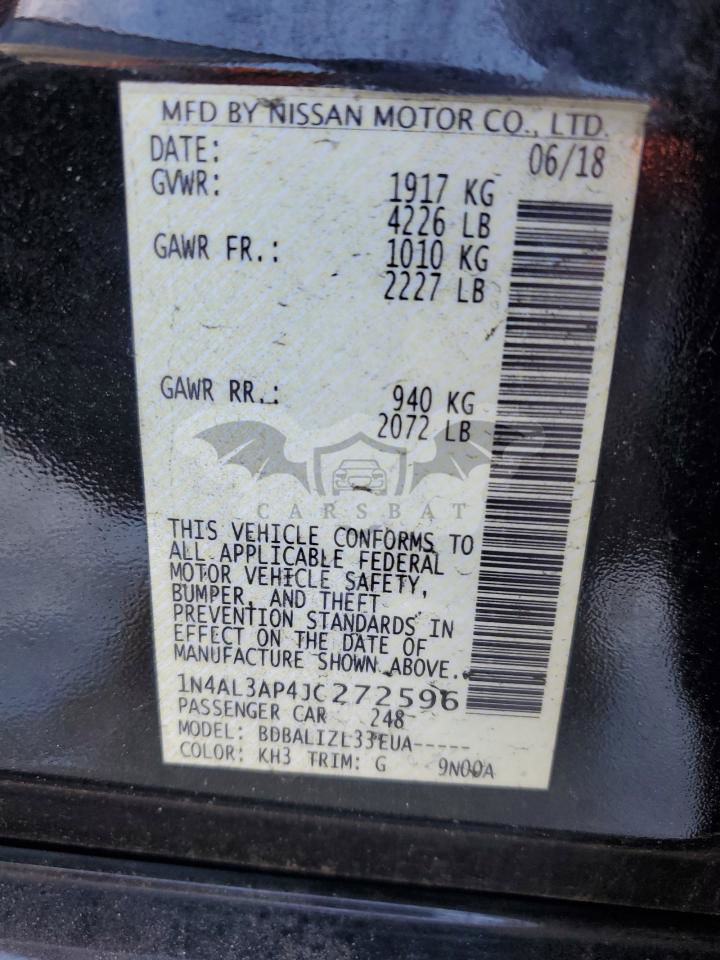 MFD BY NISSAN MOTOR CO., LTD.
DATE: 06/18
GVWR: 1917 KG
4226 LB
GAWR FR.: 1010 KG
2227 LB
GAWR RR.: 940 KG
2072 LB
CARSBAT
THIS VEHICLE CONFORMS TO
ALL APPLICABLE FEDERAL
MOTOR VEHICLE SAFETY,
BUMPER, AND THEFT
PREVENTION STANDARDS IN
EFFECT ON THE DATE OF
MANUFACTURE SHOWN ABOVE.
1N4AL3AP4JC272596
PASSENGER CAR 248
MODEL: BDBALIZL33EUA------
COLOR: KH3 TRIM: G 9N00A